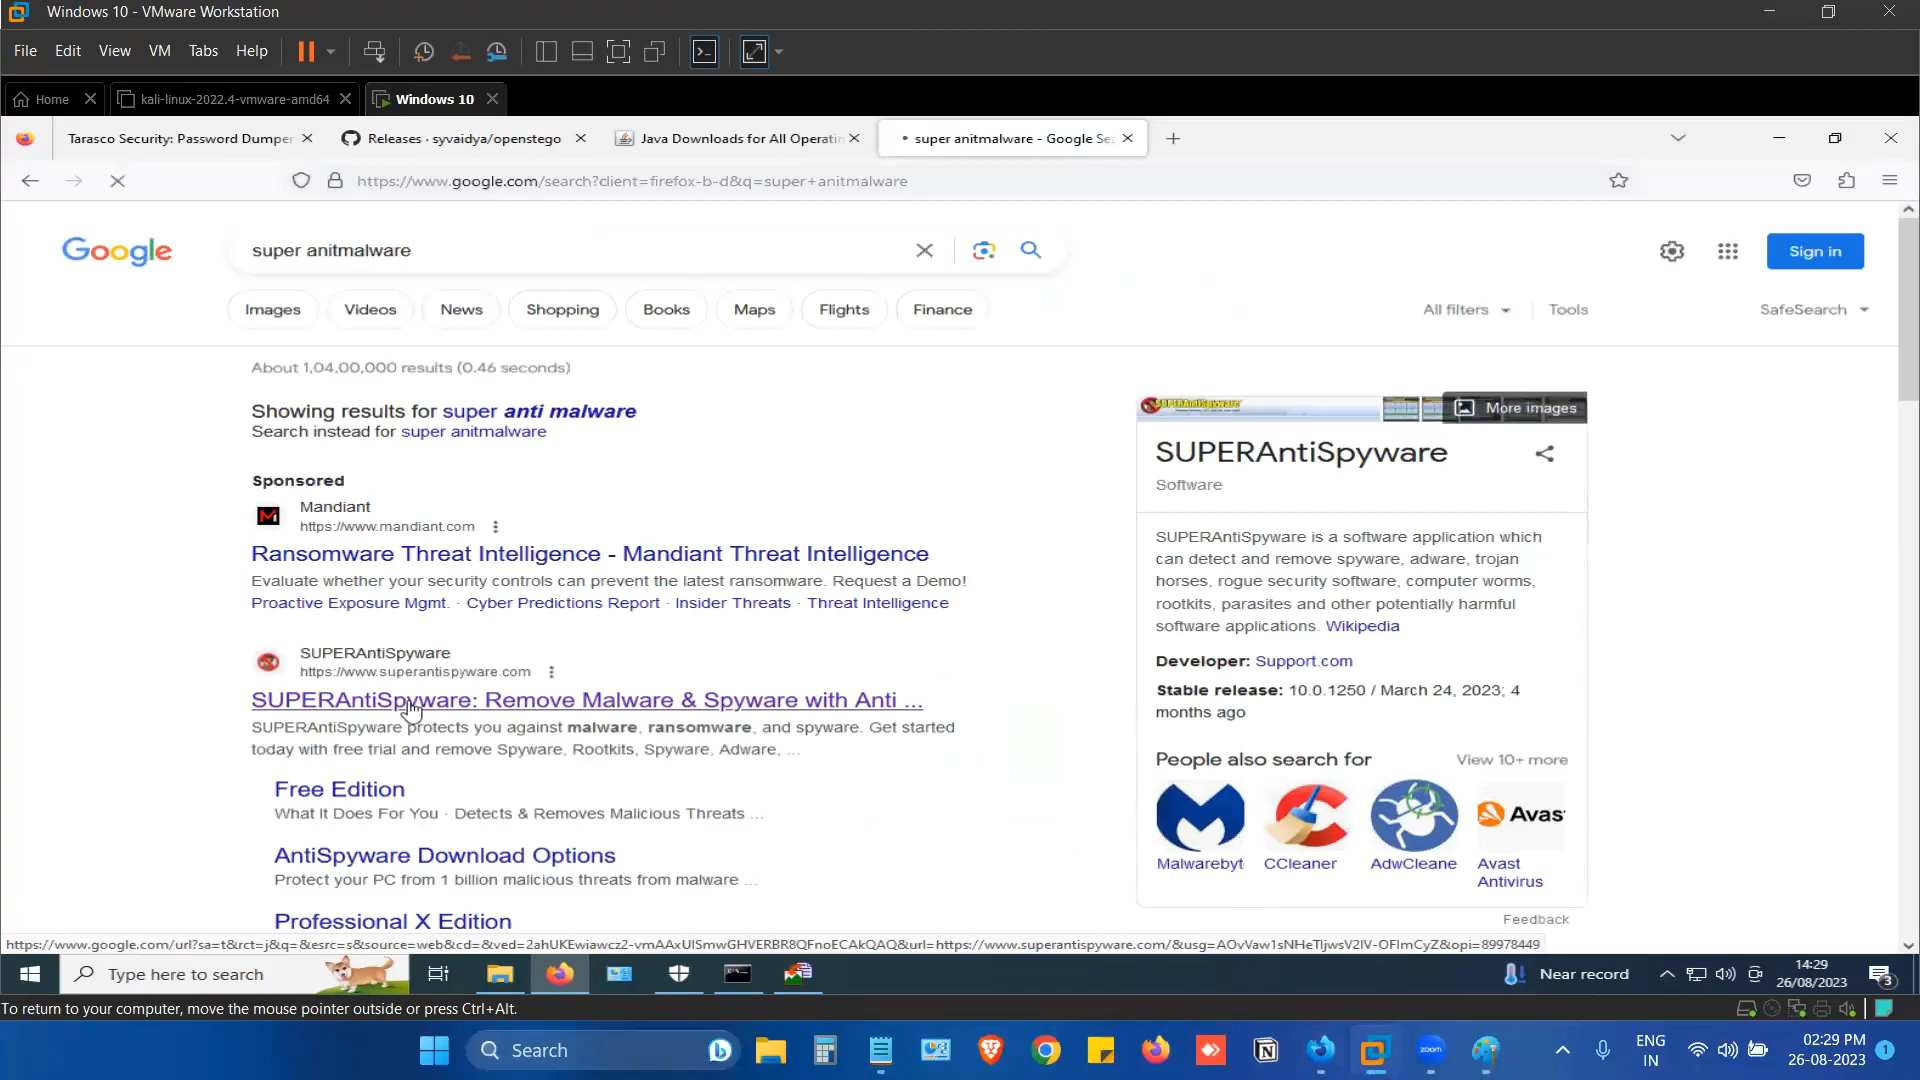 Windows 10 - VMware Workstation
File Edit View VM Tabs Help
Home kali-linux-2022.4-vmware-amd64 Windows 10
Tarasco Security: Password Dumper Releases · syvaidya/openstego Java Downloads for All Operatin super anitmalware - Google Sea
https://www.google.com/search?client=firefox-b-d&q=super+anitmalware
Google super anitmalware Sign in
Images Videos News Shopping Books Maps Flights Finance All filters Tools SafeSearch
About 1,04,00,000 results (0.46 seconds)
Showing results for super anti malware
Search instead for super anitmalware
Sponsored
Mandiant
https://www.mandiant.com
Ransomware Threat Intelligence - Mandiant Threat Intelligence
Evaluate whether your security controls can prevent the latest ransomware. Request a Demo!
Proactive Exposure Mgmt. · Cyber Predictions Report · Insider Threats · Threat Intelligence
SUPERAntiSpyware
https://www.superantispyware.com
SUPERAntiSpyware: Remove Malware & Spyware with Anti ...
SUPERAntiSpyware protects you against malware, ransomware, and spyware. Get started
today with free trial and remove Spyware, Rootkits, Spyware, Adware, ...
Free Edition
What It Does For You · Detects & Removes Malicious Threats ...
AntiSpyware Download Options
Protect your PC from 1 billion malicious threats from malware ...
Professional X Edition
SUPERAntiSpyware
More images
SUPERAntiSpyware
Software
SUPERAntiSpyware is a software application which
can detect and remove spyware, adware, trojan
horses, rogue security software, computer worms,
rootkits, parasites and other potentially harmful
software applications. Wikipedia
Developer: Support.com
Stable release: 10.0.1250 / March 24, 2023; 4
months ago
People also search for View 10+ more
Avas
Malwarebyt CCleaner AdwCleane Avast
Antivirus
Feedback
https://www.google.com/url?sa=t&rct=j&q=&esrc=s&source=web&cd=&ved=2ahUKEwiawcz2-vmAAxUISmwGHVERBR8QFnoECAkQAQ&url=https://www.superantispyware.com/&usg=AOvVaw1sNHeTljwsV2lV-OFlmCyZ&opi=89978449
Type here to search Near record 14:29
26/08/2023 3
To return to your computer, move the mouse pointer outside or press Ctrl+Alt.
Search zoom ENG
IN 02:29 PM
26-08-2023 1